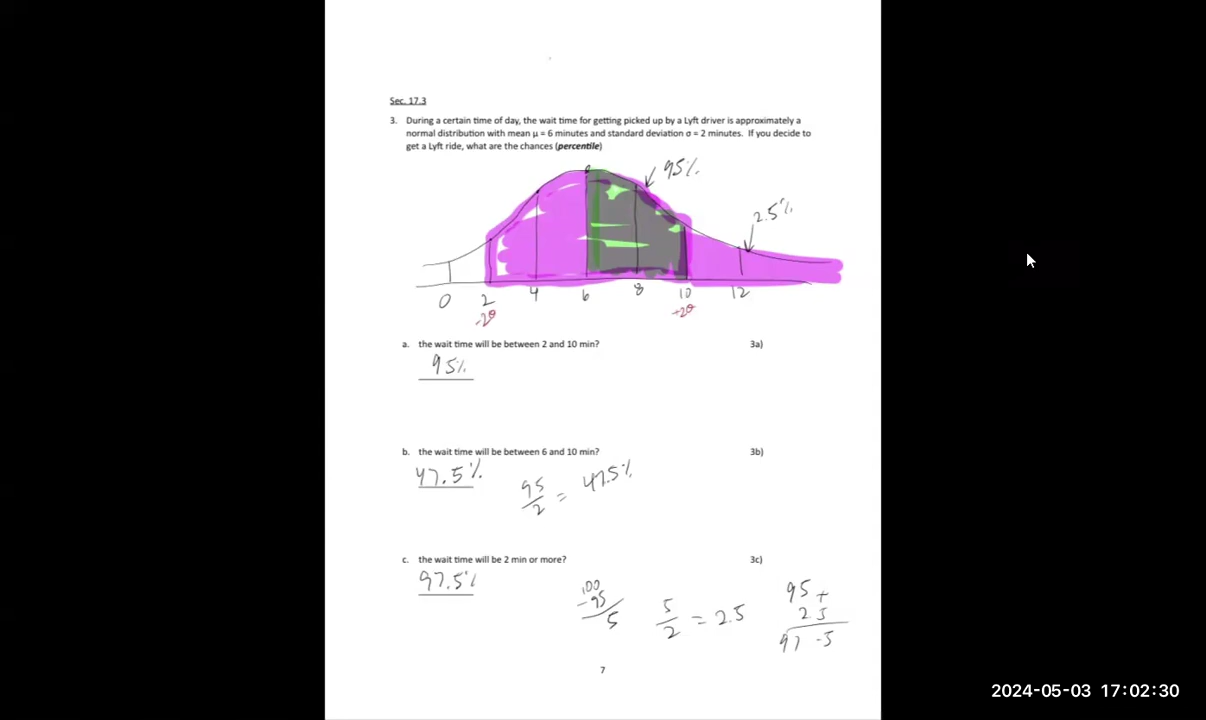 Sec. 17.3
3. During a certain time of day, the wait time for getting picked up by a Lyft driver is approximately a
normal distribution with mean μ = 6 minutes and standard deviation σ = 2 minutes. If you decide to
get a Lyft ride, what are the chances (percentile)
95%
2.5%
0 2 4 6 8 10 12
-2σ +2σ
a. the wait time will be between 2 and 10 min? 3a)
95%
b. the wait time will be between 6 and 10 min? 3b)
47.5%
95/2 = 47.5%
c. the wait time will be 2 min or more? 3c)
97.5%
100
-95
5
5/2 = 2.5
95 +
2.5
97.5
7
2024-05-03 17:02:30